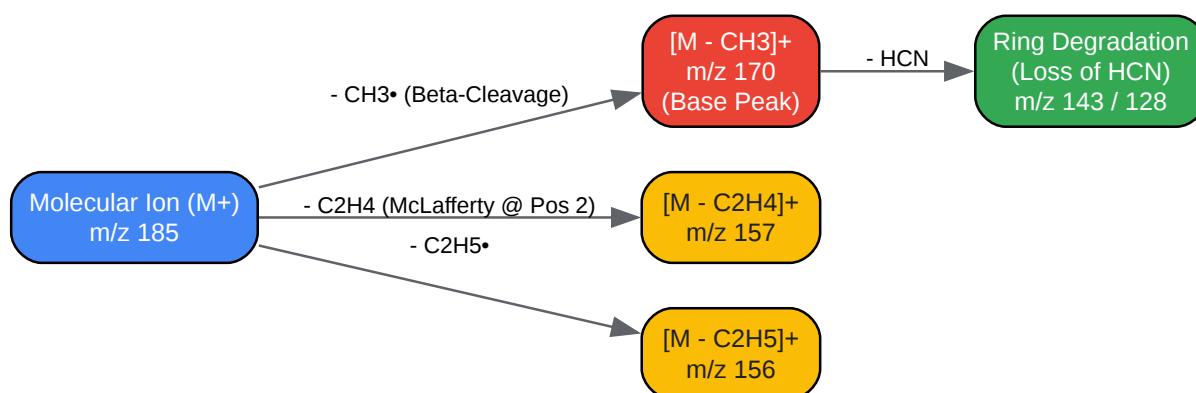 [M - CH3]+
m/z 170
(Base Peak)
- HCN
Ring Degradation
(Loss of HCN)
m/z 143 / 128
- CH3• (Beta-Cleavage)
Molecular Ion (M+)
m/z 185
- C2H4 (McLafferty @ Pos 2)
[M - C2H4]+
m/z 157
- C2H5•
[M - C2H5]+
m/z 156